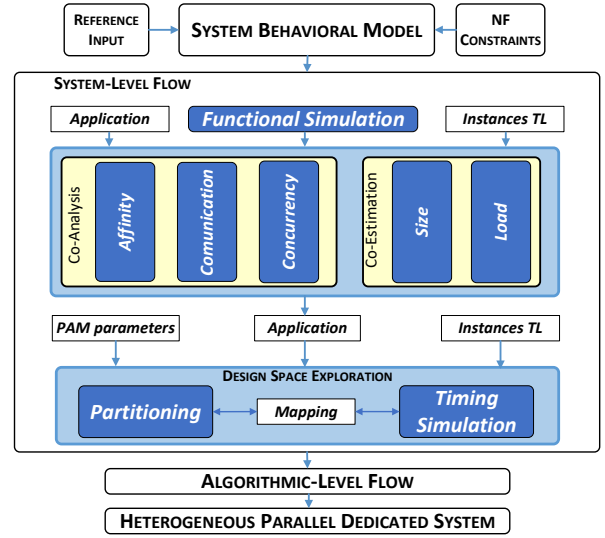 REFERENCE INPUT
SYSTEM BEHAVIORAL MODEL
NF CONSTRAINTS
SYSTEM-LEVEL FLOW
Application
Functional Simulation
Instances TL
Co-Analysis
Affinity
Comunication
Concurrency
Co-Estimation
Size
Load
PAM parameters
Application
Instances TL
DESIGN SPACE EXPLORATION
Partitioning
Mapping
Timing
Simulation
ALGORITHMIC-LEVEL FLOW
HETEROGENEOUS PARALLEL DEDICATED SYSTEM